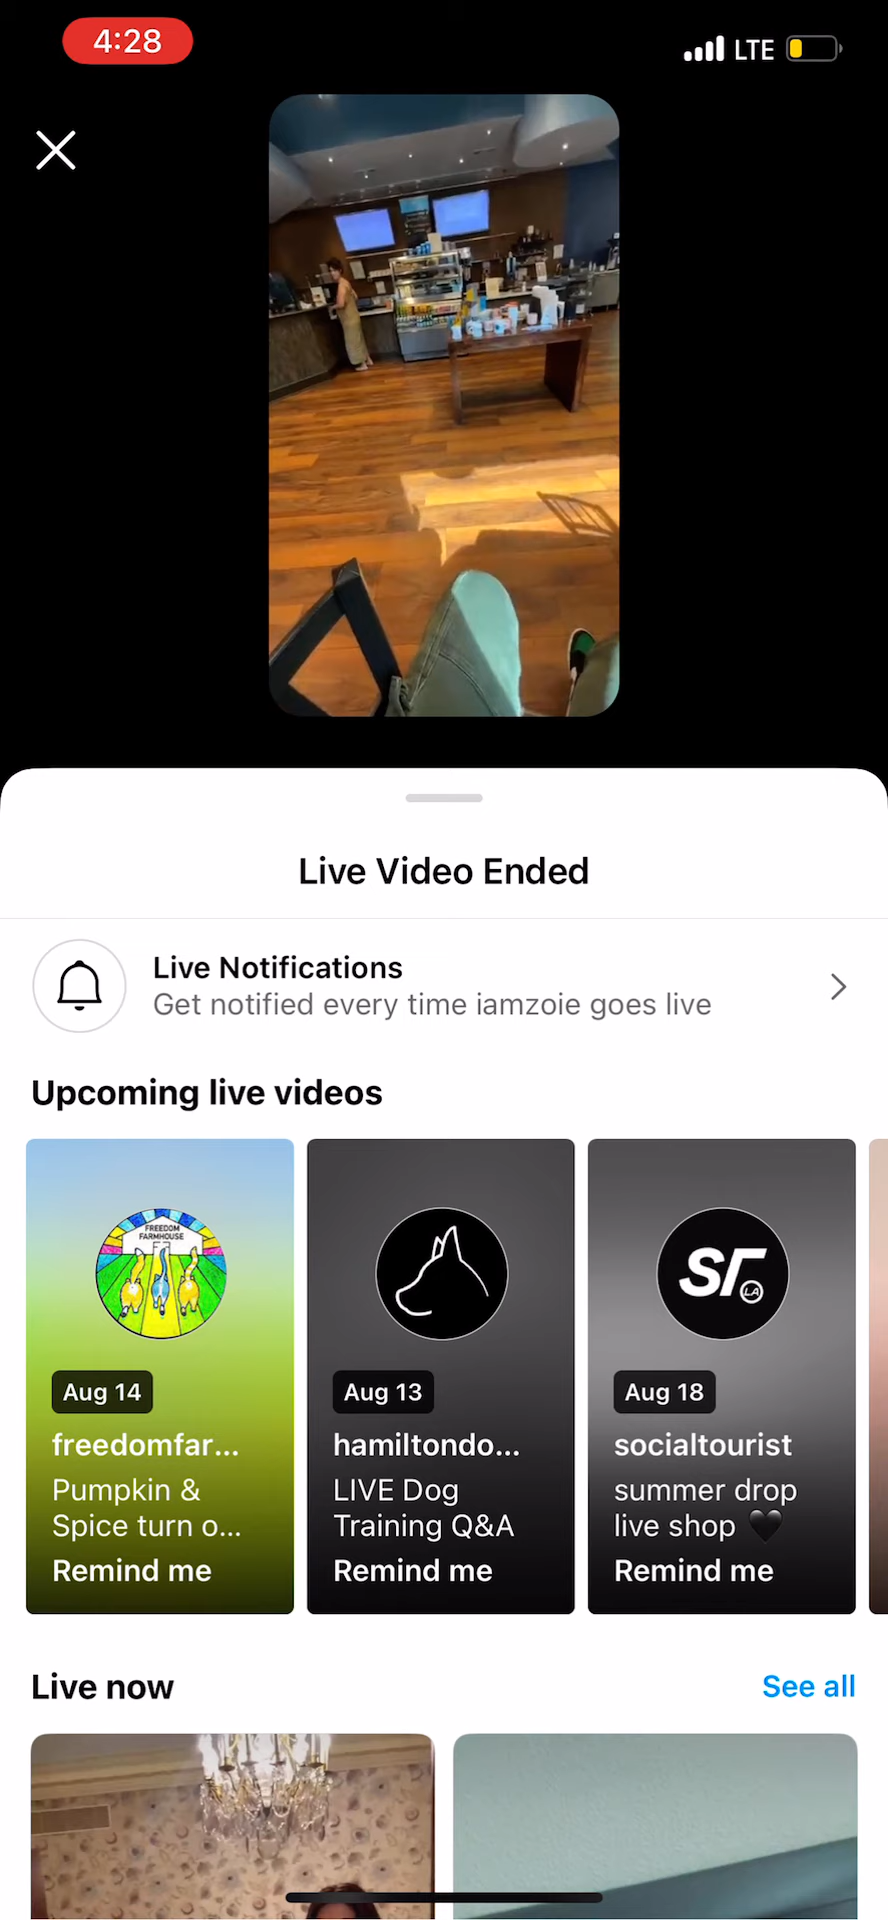 4:28
LTE
Live Video Ended
Live Notifications
Get notified every time iamzoie goes live
Upcoming live videos
FREEDOM
FARMHOUSE
Aug 14
freedomfar...
Pumpkin &
Spice turn o...
Remind me
Aug 13
hamiltondo...
LIVE Dog
Training Q&A
Remind me
ST
LA
Aug 18
socialtourist
summer drop
live shop 🖤
Remind me
Live now
See all